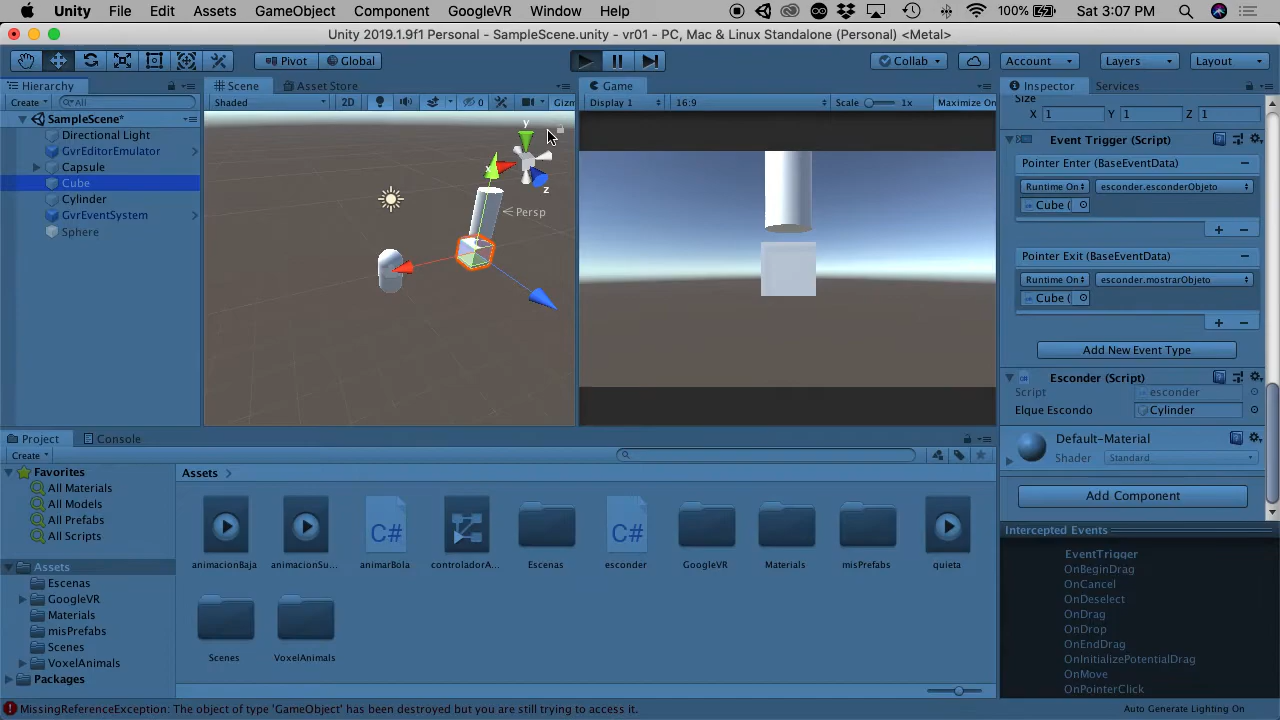 Unity File Edit Assets GameObject Component GoogleVR Window Help 100% Sat 3:07 PM
Unity 2019.1.9f1 Personal - SampleScene.unity - vr01 - PC, Mac & Linux Standalone (Personal) <Metal>
Pivot Global Collab Account Layers Layout
Hierarchy Scene Asset Store Game Inspector Services
Create All Shaded 2D 0 Gizm Display 1 16:9 Scale 1x Maximize On
Size
X 1 Y 1 Z 1
SampleScene*
Directional Light
GvrEditorEmulator
Capsule
Cube
Cylinder
GvrEventSystem
Sphere
y
x
z
Persp
Event Trigger (Script)
Pointer Enter (BaseEventData)
Runtime On esconder.esconderObjeto
Cube (
Pointer Exit (BaseEventData)
Runtime On esconder.mostrarObjeto
Cube (
Add New Event Type
Esconder (Script)
Script esconder
Elque Escondo Cylinder
Default-Material
Shader Standard
Add Component
Intercepted Events
EventTrigger
OnBeginDrag
OnCancel
OnDeselect
OnDrag
OnDrop
OnEndDrag
OnInitializePotentialDrag
OnMove
OnPointerClick
Project Console
Create
Favorites
All Materials
All Models
All Prefabs
All Scripts
Assets
Escenas
GoogleVR
Materials
misPrefabs
Scenes
VoxelAnimals
Packages
Assets
C# C#
animacionBaja animacionSu... animarBola controladorA... Escenas esconder GoogleVR Materials misPrefabs quieta
Scenes VoxelAnimals
MissingReferenceException: The object of type 'GameObject' has been destroyed but you are still trying to access it.
Auto Generate Lighting On